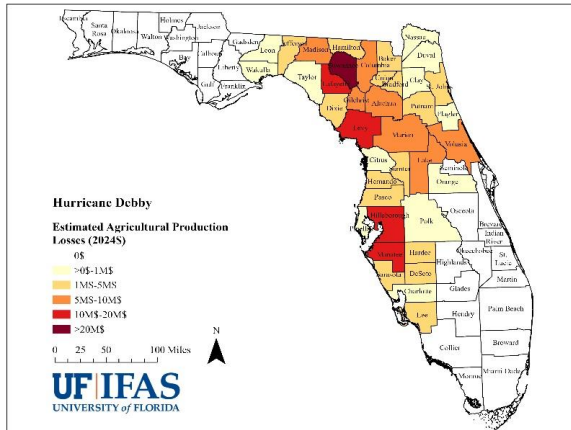 Escambia
Santa
Rosa
Okaloosa
Walton
Holmes
Washington
Jackson
Bay
Calhoun
Gulf
Liberty
Gadsden
Franklin
Leon
Wakulla
Jefferson
Madison
Taylor
Hamilton
Lafayette
Dixie
Columbia
Baker
Nassau
Duval
Union
Bradford
Clay
St. Johns
Gilchrist
Alachua
Putnam
Flagler
Levy
Marion
Volusia
Citrus
Sumter
Lake
Seminole
Orange
Hernando
Pasco
Hillsborough
Polk
Osceola
Brevard
Indian
River
Manatee
Hardee
Highlands
Okeechobee
St.
Lucie
Sarasota
DeSoto
Martin
Charlotte
Glades
Lee
Hendry
Palm Beach
Collier
Broward
Monroe
Miami-Dade
Hurricane Debby
Estimated Agricultural Production
Losses (2024$)
0$
>0$-1M$
1M$-5M$
5M$-10M$
10M$-20M$
>20M$
N
0 25 50 100 Miles
UF|IFAS
UNIVERSITY of FLORIDA